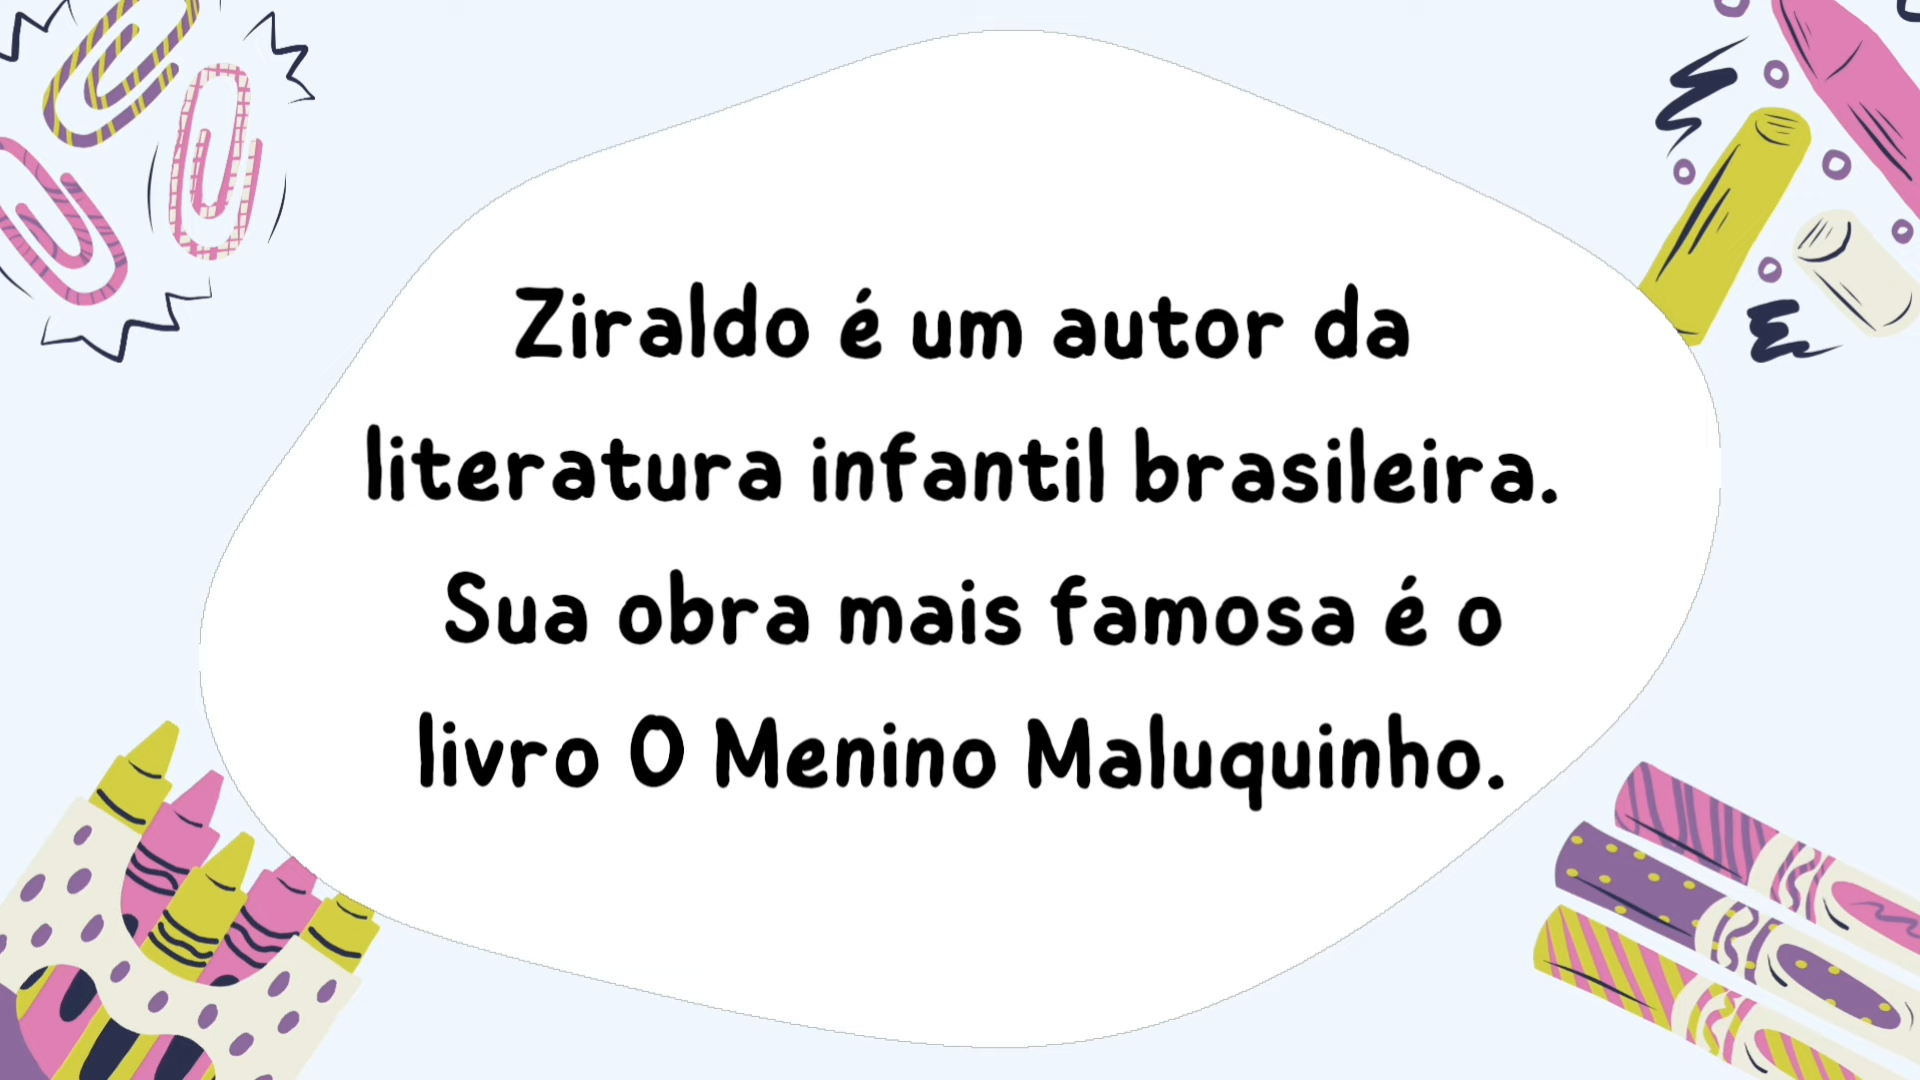 Ziraldo é um autor da
literatura infantil brasileira.
Sua obra mais famosa é o
livro O Menino Maluquinho.